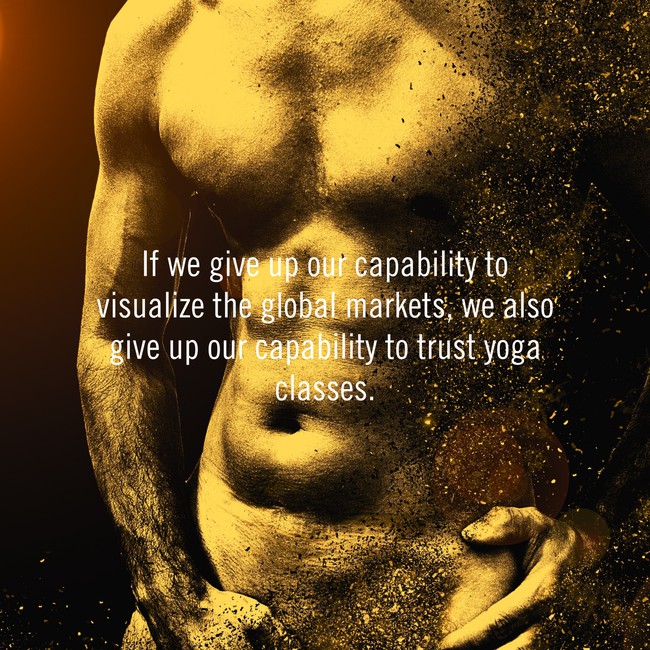 If we give up our capability to
visualize the global markets, we also
give up our capability to trust yoga
classes.